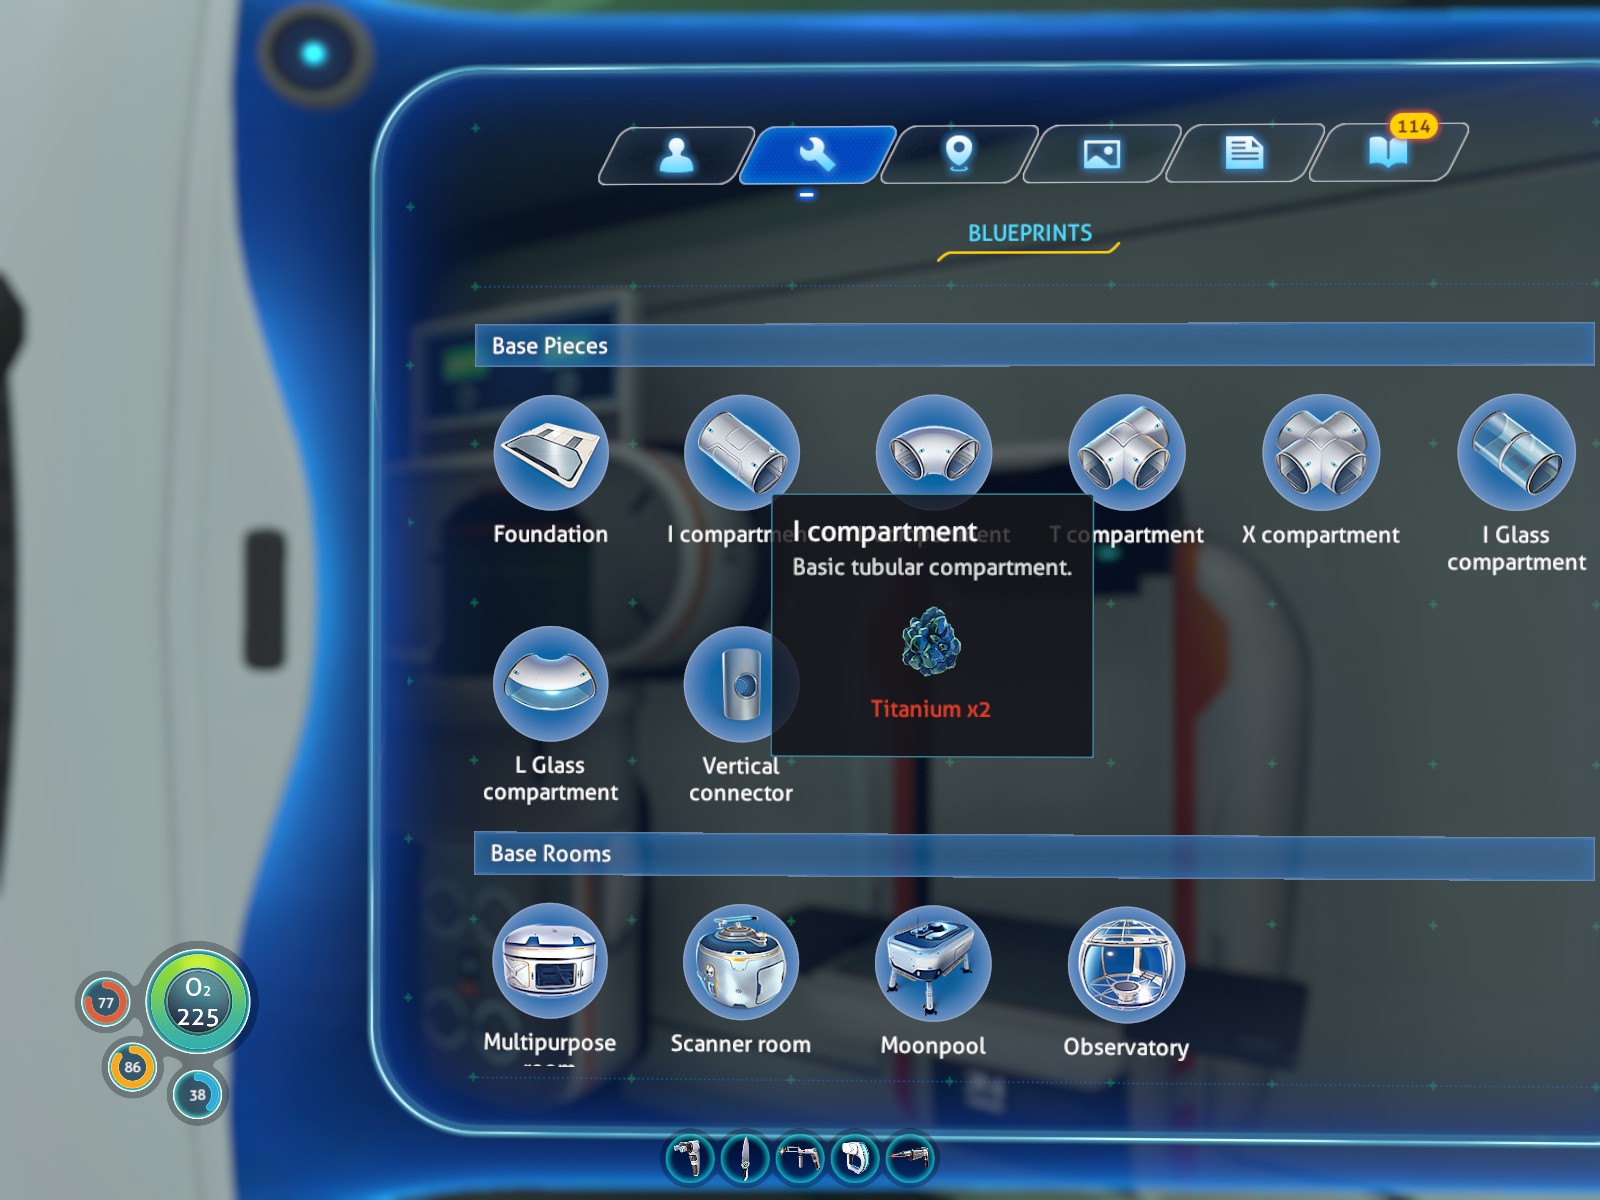 114
BLUEPRINTS
Base Pieces
Foundation
I compartment
T compartment
X compartment
I Glass
compartment
I compartment
Basic tubular compartment.
Titanium x2
L Glass
compartment
Vertical
connector
Base Rooms
Multipurpose
Scanner room
Moonpool
Observatory
77
O₂
225
86
38